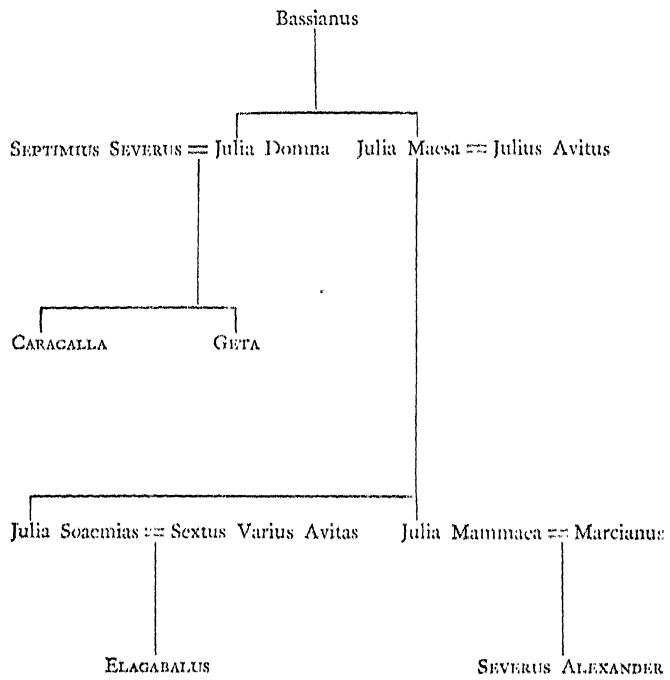 Bassianus
SEPTIMIUS SEVERUS = Julia Domna Julia Maesa = Julius Avitus
CARACALLA GETA
Julia Soaemias = Sextus Varius Avitas Julia Mammaea = Marcianus
ELAGABALUS SEVERUS ALEXANDER